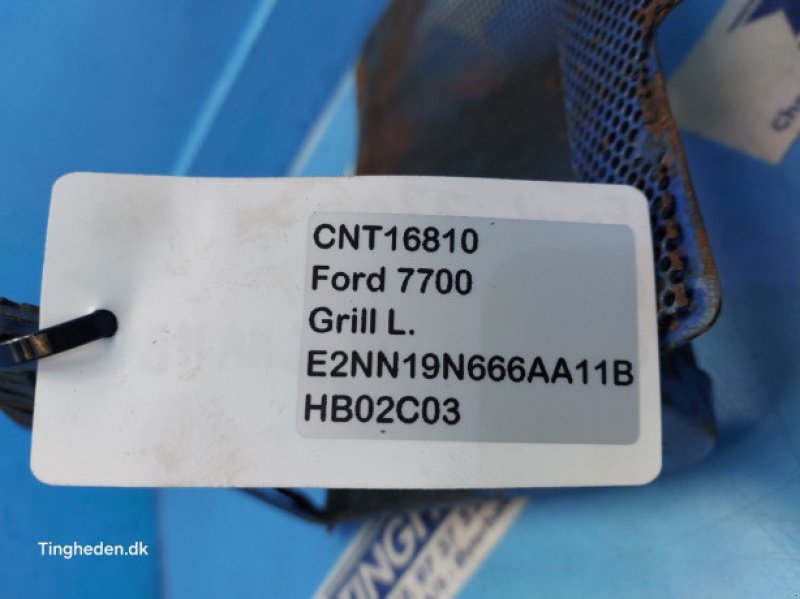 CNT16810
Ford 7700
Grill L.
E2NN19N666AA11B
HB02C03
Tingheden.dk